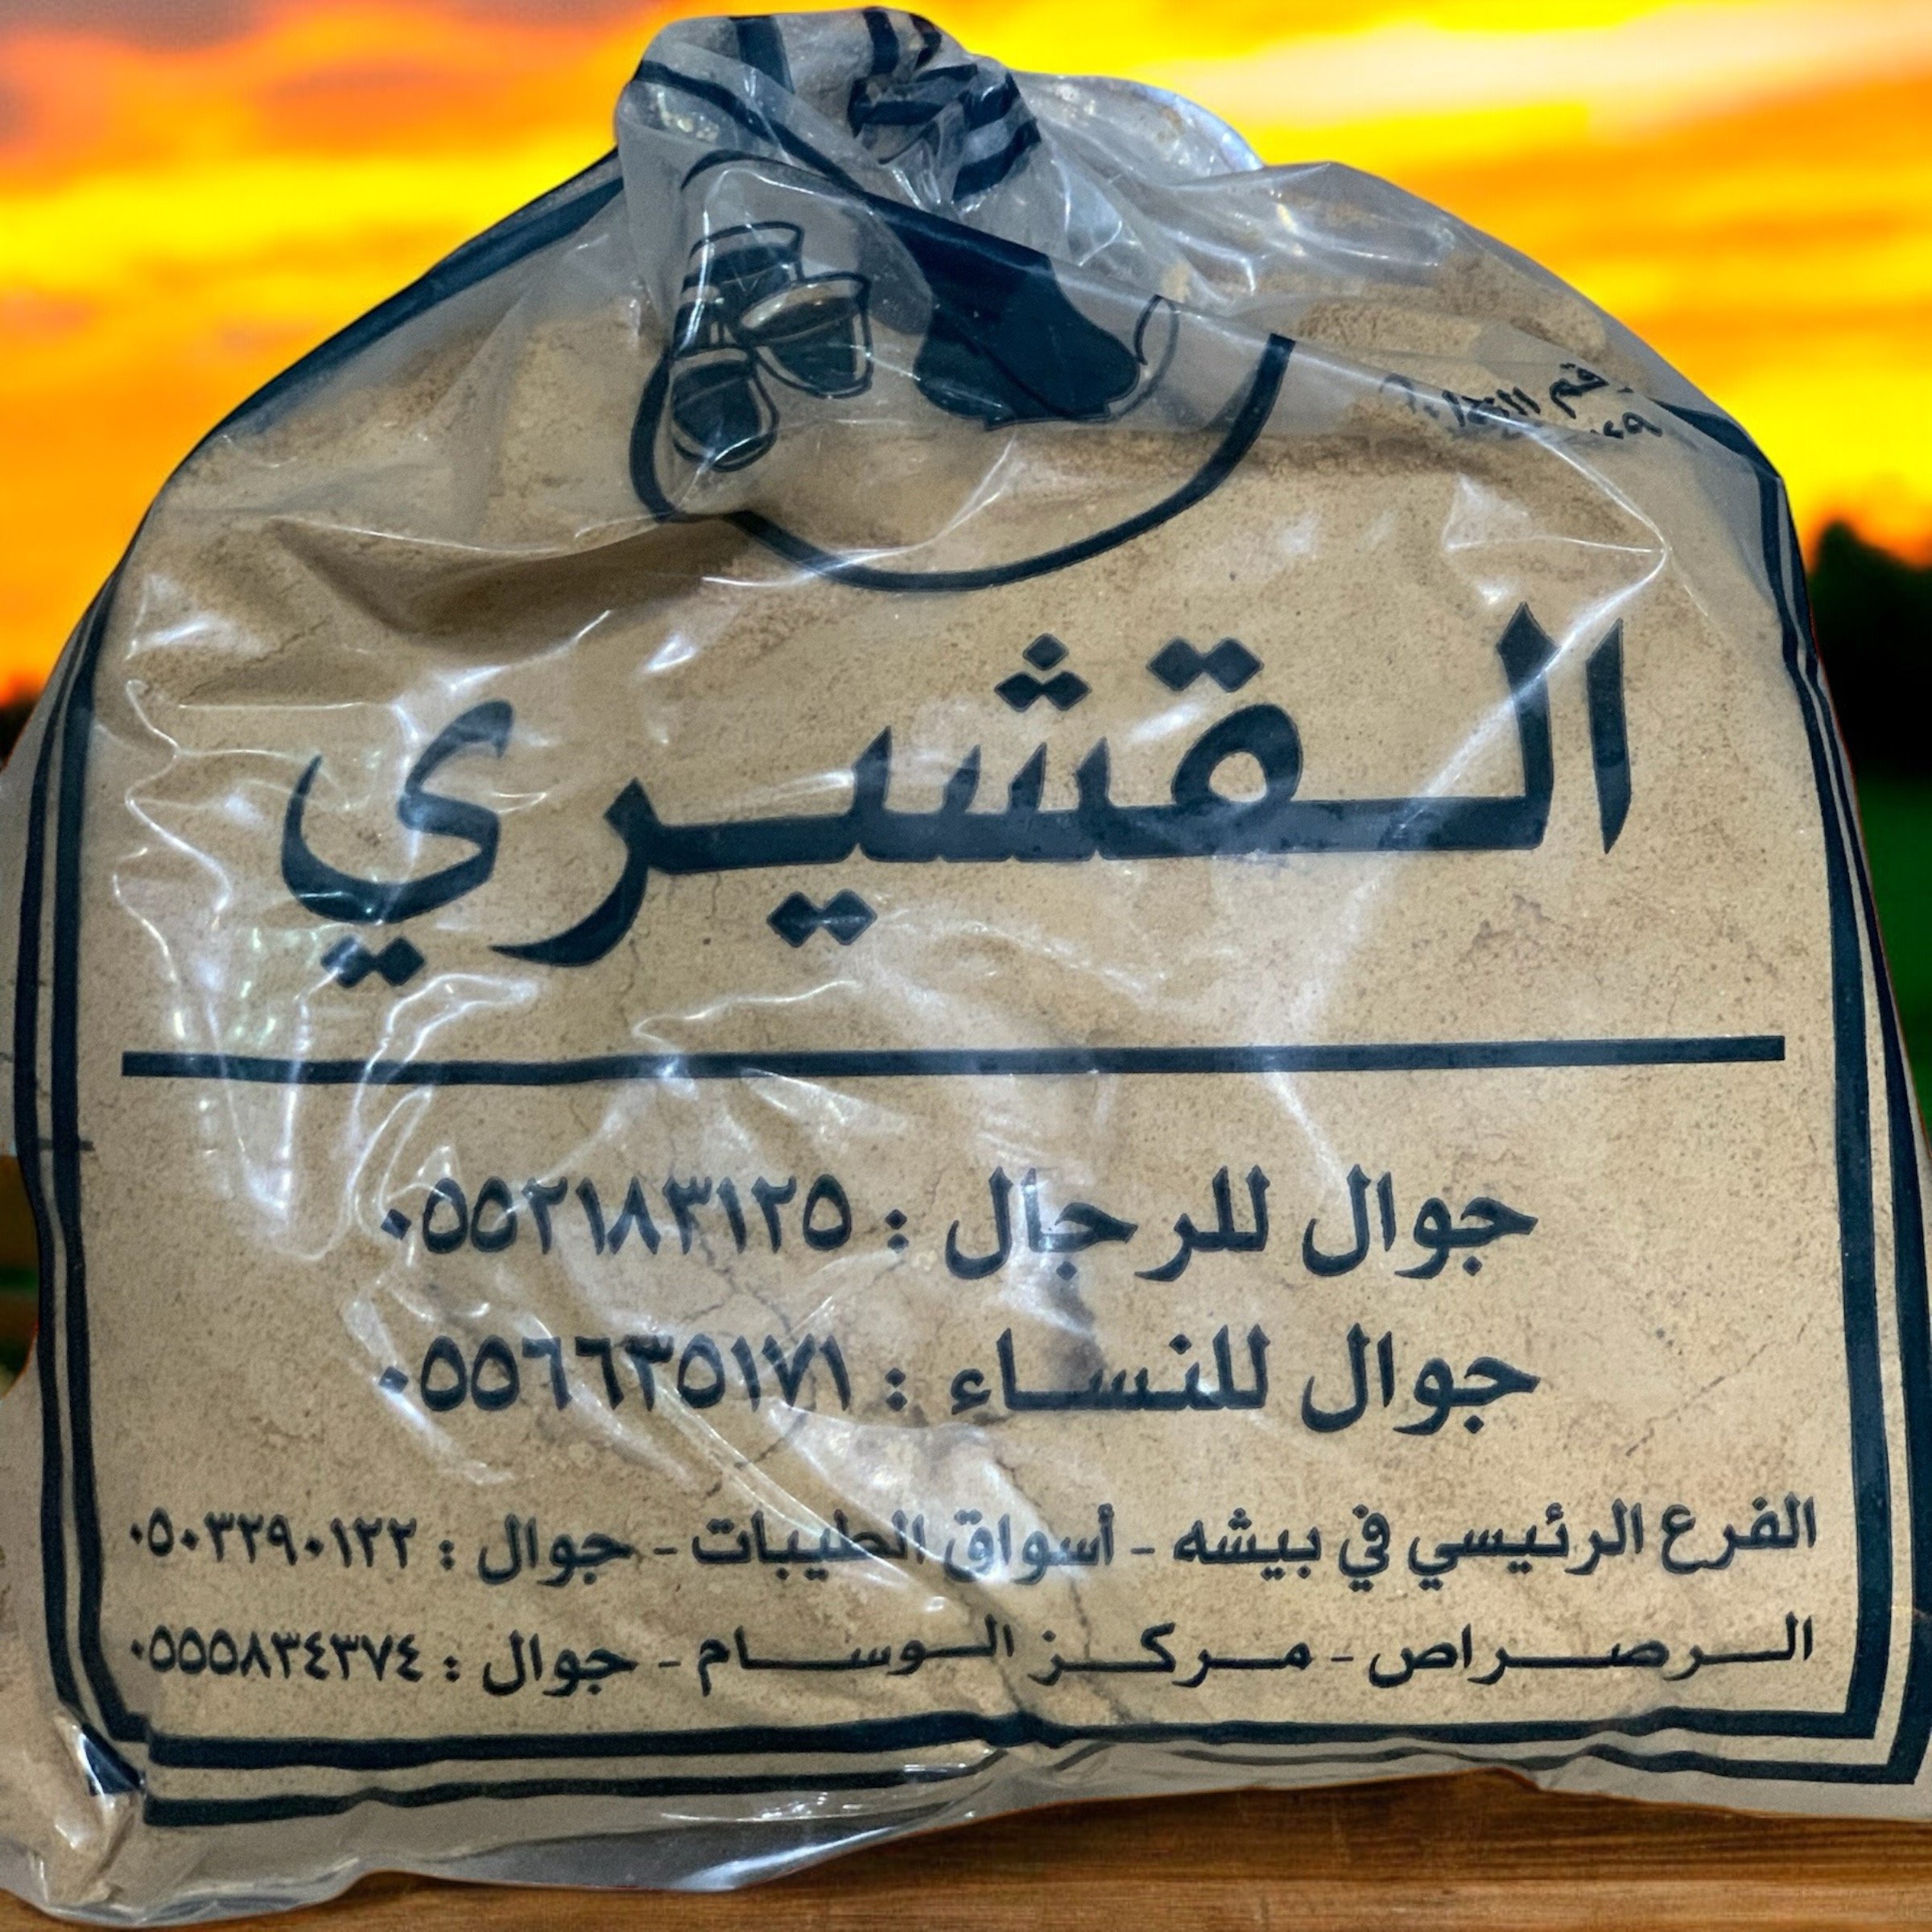 رقم
القشيري
جوال للرجال : ٠٥٥٢١٨٣١٢٥
جوال للنساء : ٠٥٥٦٦٣٥١٧١
الفرع الرئيسي في بيشه - أسواق الطيبات - جوال : ٠٥٠٣٢٩٠١٢٢
الرصراص - مركز الوسام - جوال : ٠٥٥٥٨٣٤٣٧٤